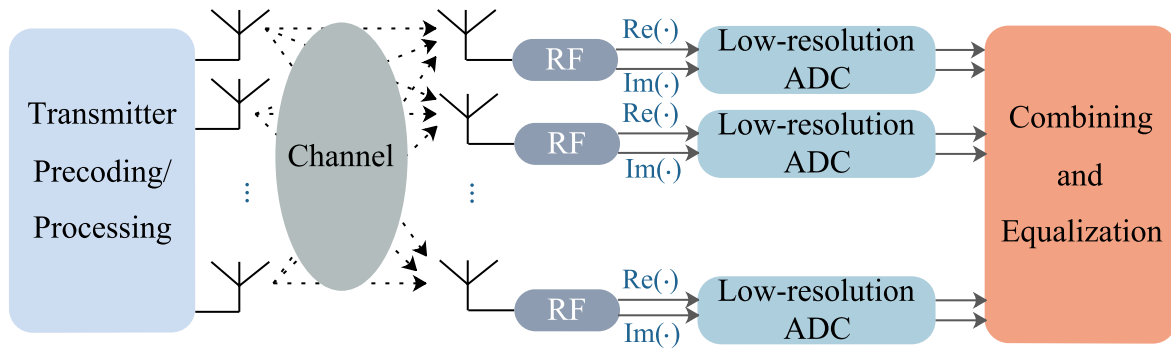 Transmitter
Precoding/
Processing
⋮
Channel
⋮
RF
Re(·)
Im(·)
Low-resolution
ADC
RF
Re(·)
Im(·)
Low-resolution
ADC
RF
Re(·)
Im(·)
Low-resolution
ADC
Combining
and
Equalization